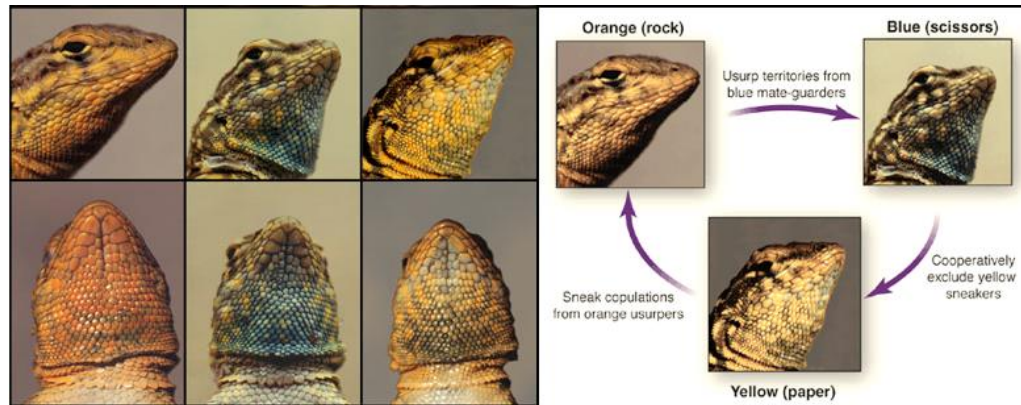 Orange (rock)
Blue (scissors)
Usurp territories from
blue mate-guarders
Cooperatively
exclude yellow
sneakers
Sneak copulations
from orange usurpers
Yellow (paper)